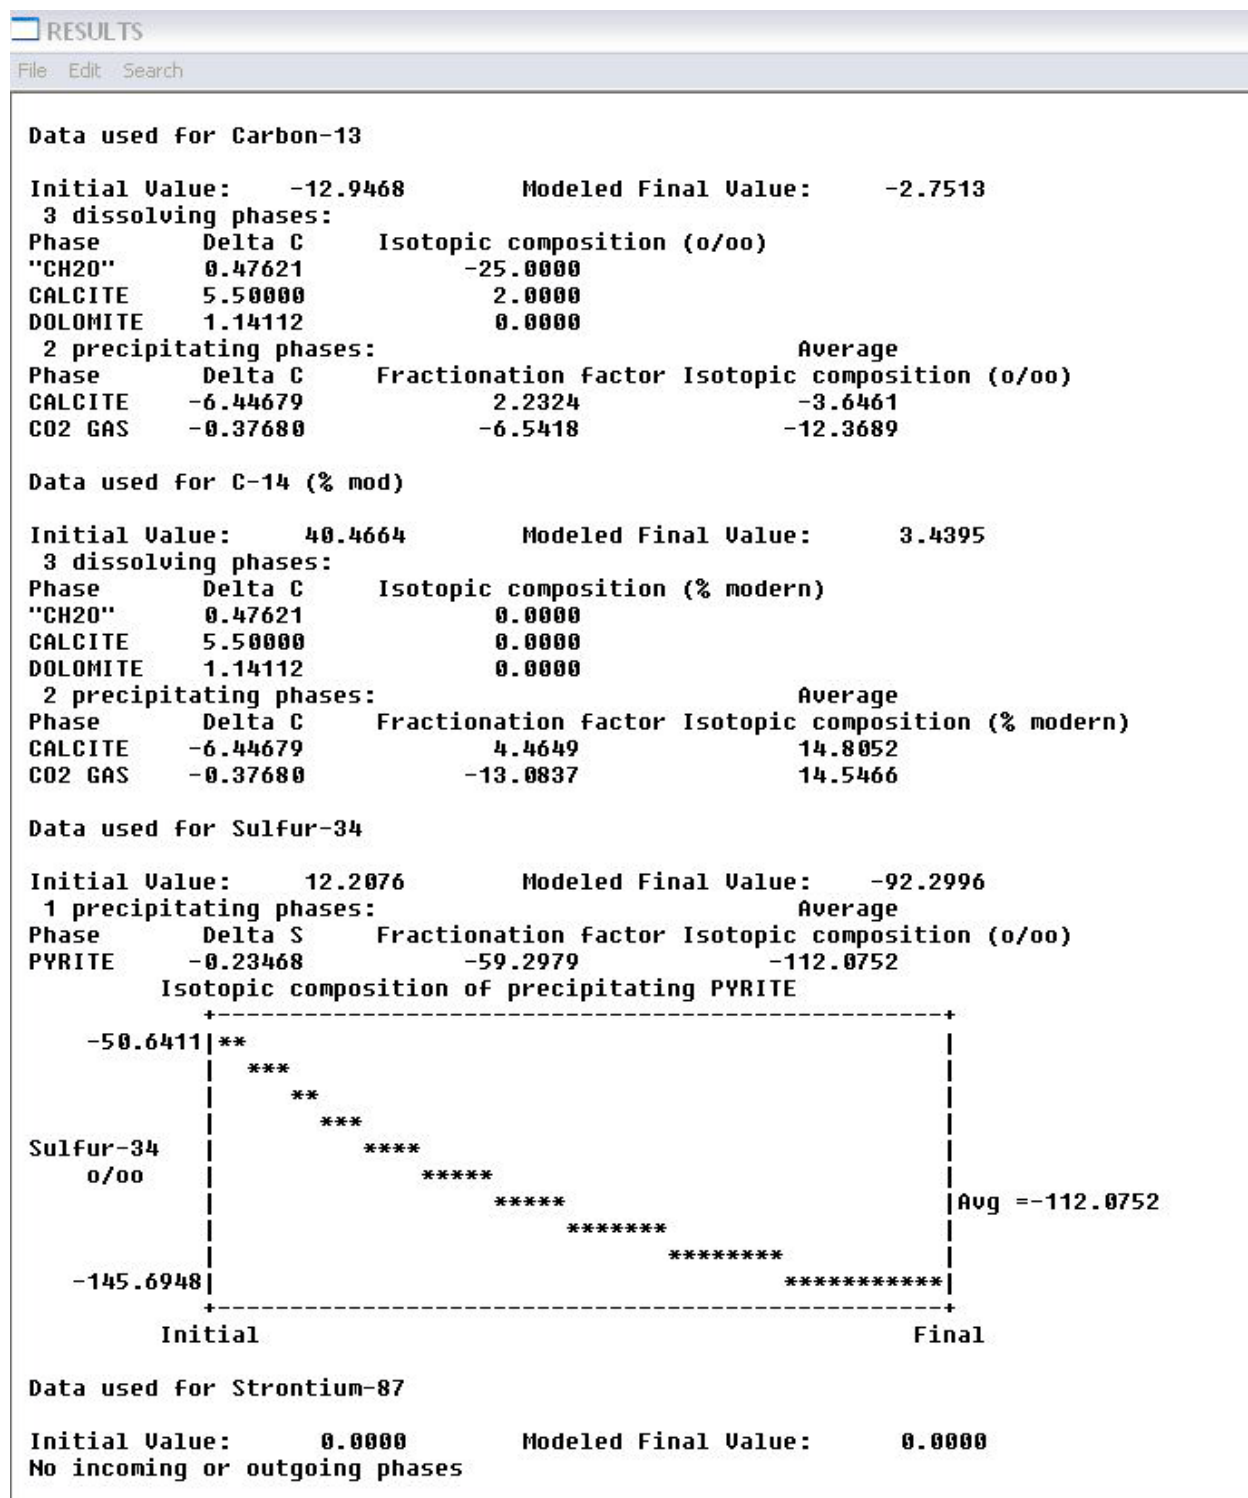 RESULTS
File Edit Search
Data used for Carbon-13
Initial Value: -12.9468 Modeled Final Value: -2.7513
3 dissolving phases:
Phase Delta C Isotopic composition (o/oo)
"CH2O" 0.47621 -25.0000
CALCITE 5.50000 2.0000
DOLOMITE 1.14112 0.0000
2 precipitating phases: Average
Phase Delta C Fractionation factor Isotopic composition (o/oo)
CALCITE -6.44679 2.2324 -3.6461
CO2 GAS -0.37680 -6.5418 -12.3689
Data used for C-14 (% mod)
Initial Value: 40.4664 Modeled Final Value: 3.4395
3 dissolving phases:
Phase Delta C Isotopic composition (% modern)
"CH2O" 0.47621 0.0000
CALCITE 5.50000 0.0000
DOLOMITE 1.14112 0.0000
2 precipitating phases: Average
Phase Delta C Fractionation factor Isotopic composition (% modern)
CALCITE -6.44679 4.4649 14.8052
CO2 GAS -0.37680 -13.0837 14.5466
Data used for Sulfur-34
Initial Value: 12.2076 Modeled Final Value: -92.2996
1 precipitating phases: Average
Phase Delta S Fractionation factor Isotopic composition (o/oo)
PYRITE -0.23468 -59.2979 -112.0752
Isotopic composition of precipitating PYRITE
-50.6411
Sulfur-34
o/oo
Avg =-112.0752
-145.6948
Initial Final
Data used for Strontium-87
Initial Value: 0.0000 Modeled Final Value: 0.0000
No incoming or outgoing phases